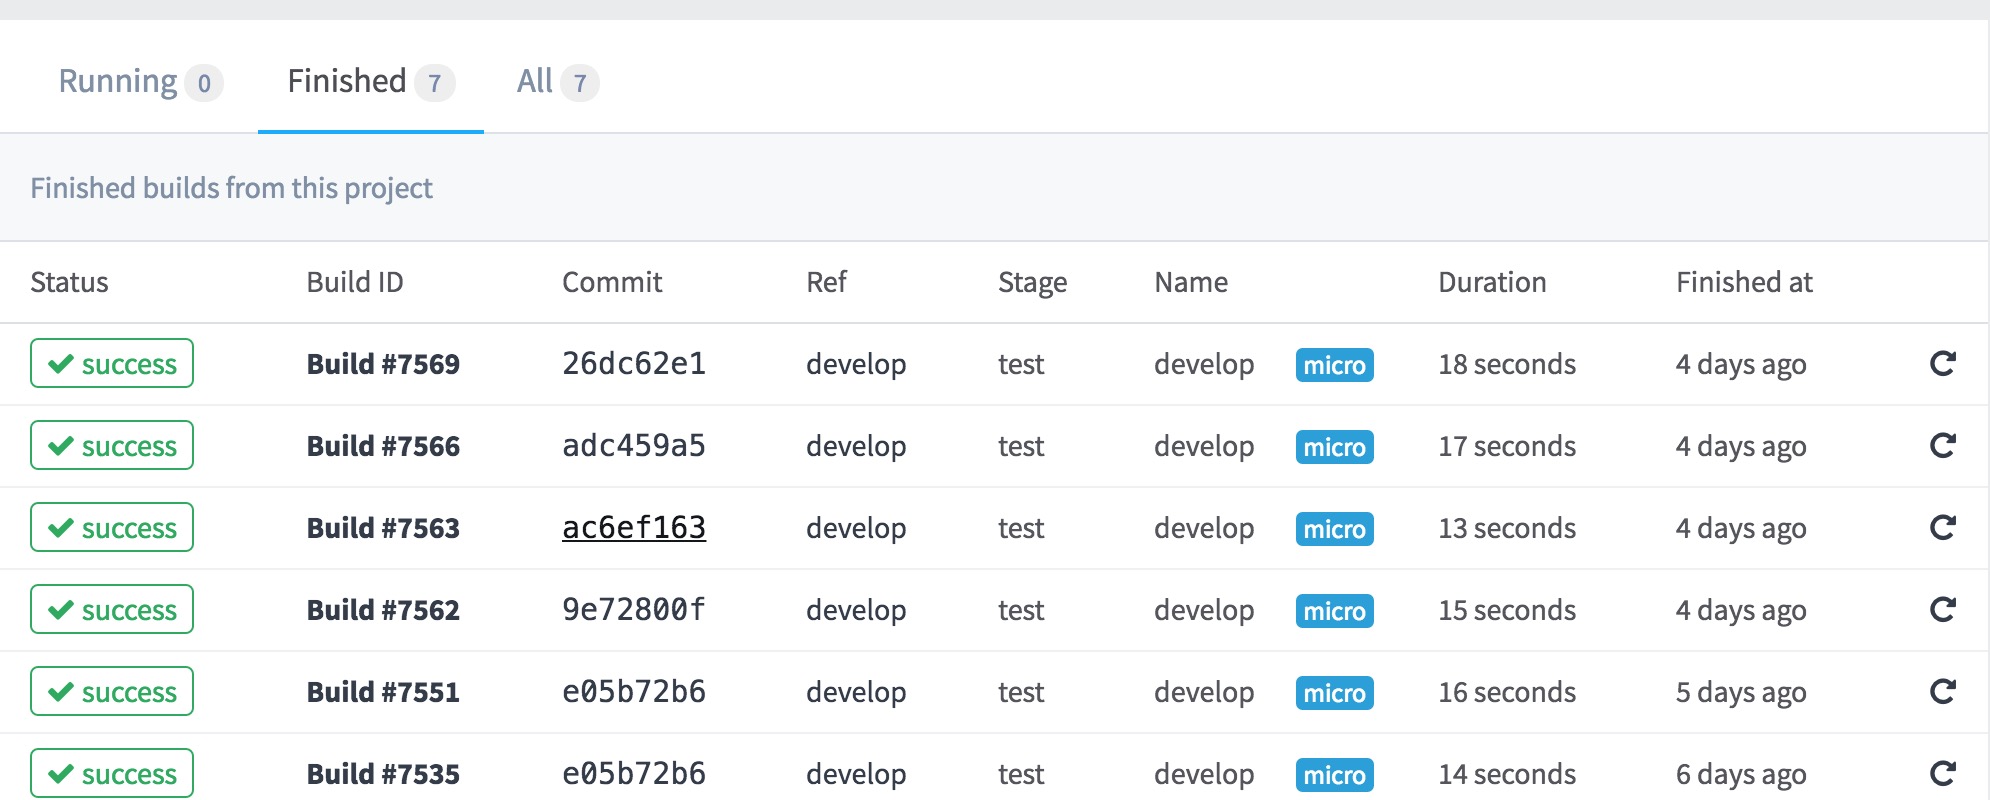 Running 0 Finished 7 All 7
Finished builds from this project
Status Build ID Commit Ref Stage Name Duration Finished at
success Build #7569 26dc62e1 develop test develop micro 18 seconds 4 days ago
success Build #7566 adc459a5 develop test develop micro 17 seconds 4 days ago
success Build #7563 ac6ef163 develop test develop micro 13 seconds 4 days ago
success Build #7562 9e72800f develop test develop micro 15 seconds 4 days ago
success Build #7551 e05b72b6 develop test develop micro 16 seconds 5 days ago
success Build #7535 e05b72b6 develop test develop micro 14 seconds 6 days ago